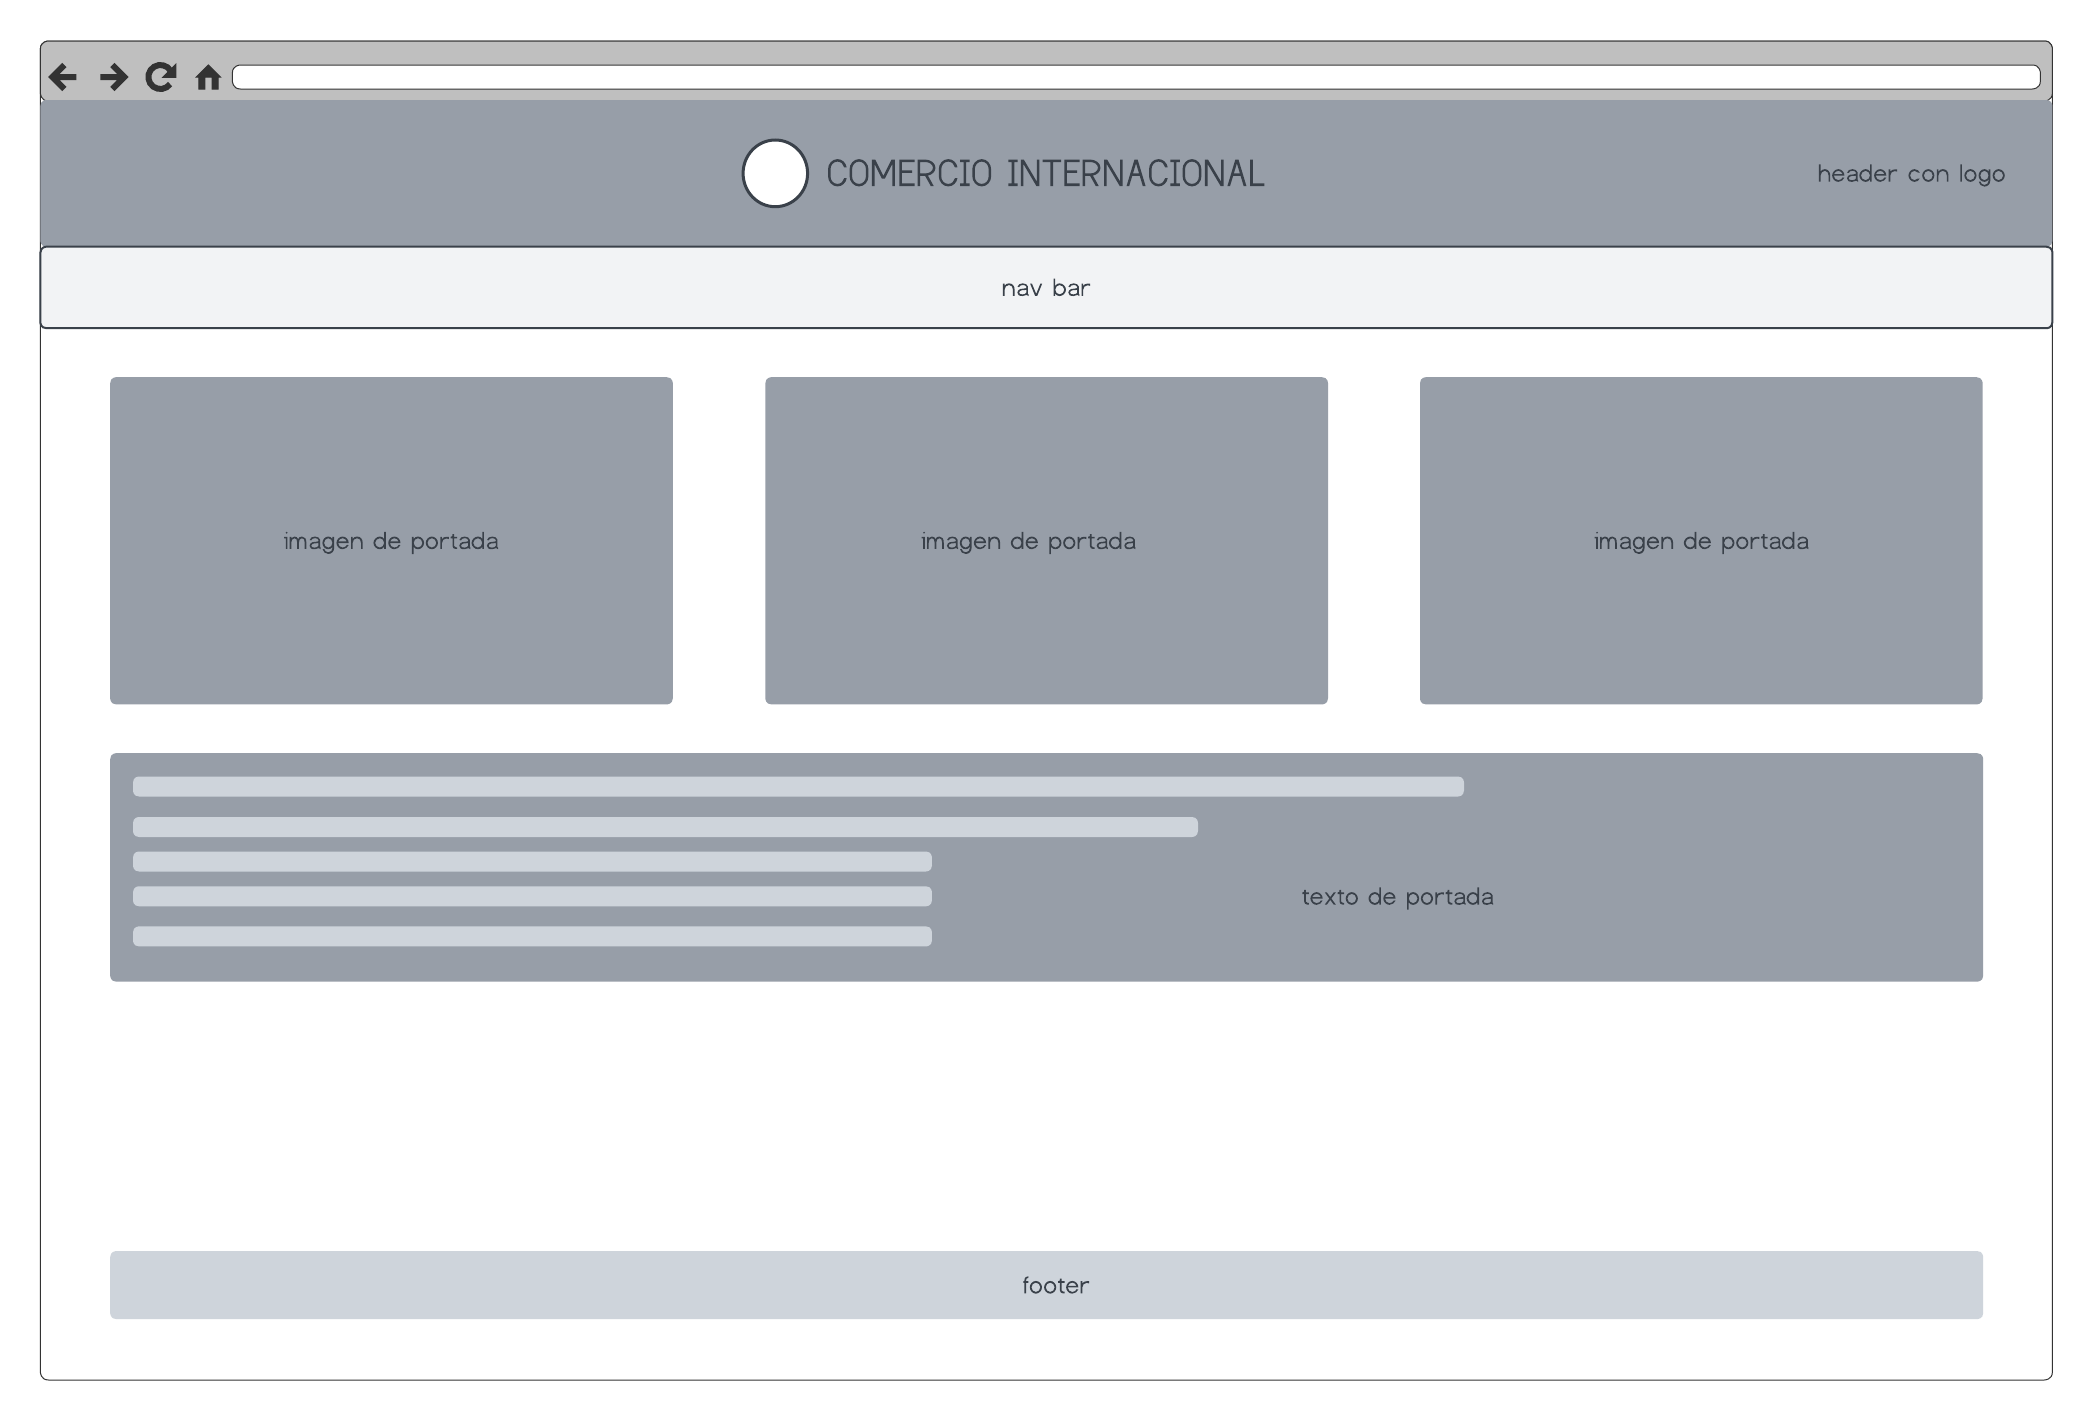 COMERCIO INTERNACIONAL
header con logo
nav bar
imagen de portada
imagen de portada
imagen de portada
texto de portada
footer